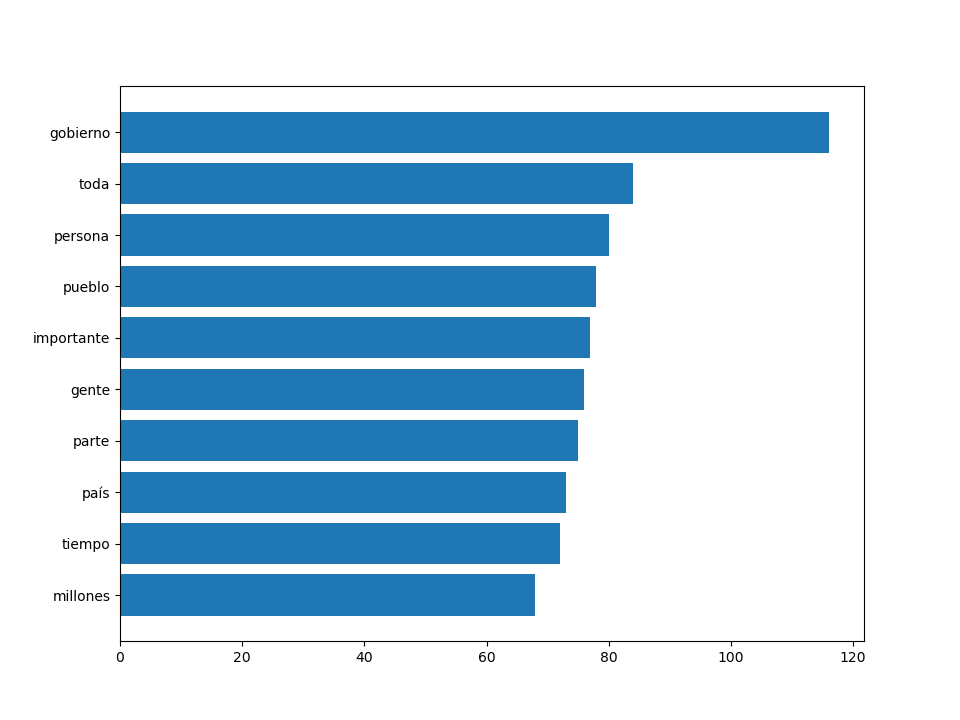 gobierno
toda
persona
pueblo
importante
gente
parte
país
tiempo
millones
0 20 40 60 80 100 120